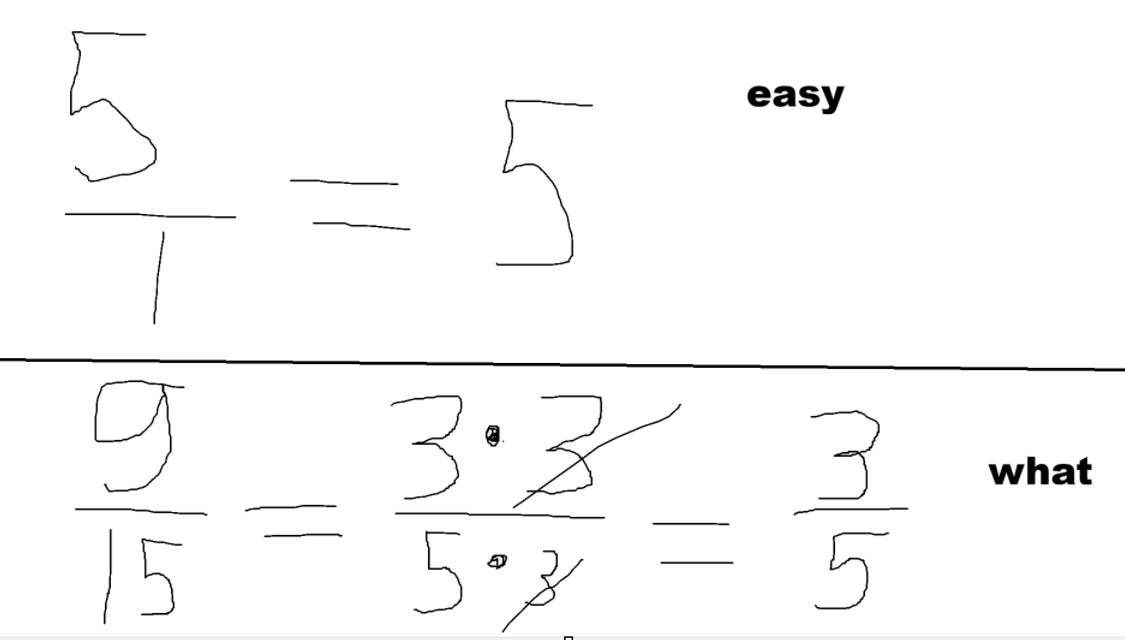 5/1 = 5 easy
9/15 = 3·3/5·3 = 3/5 what